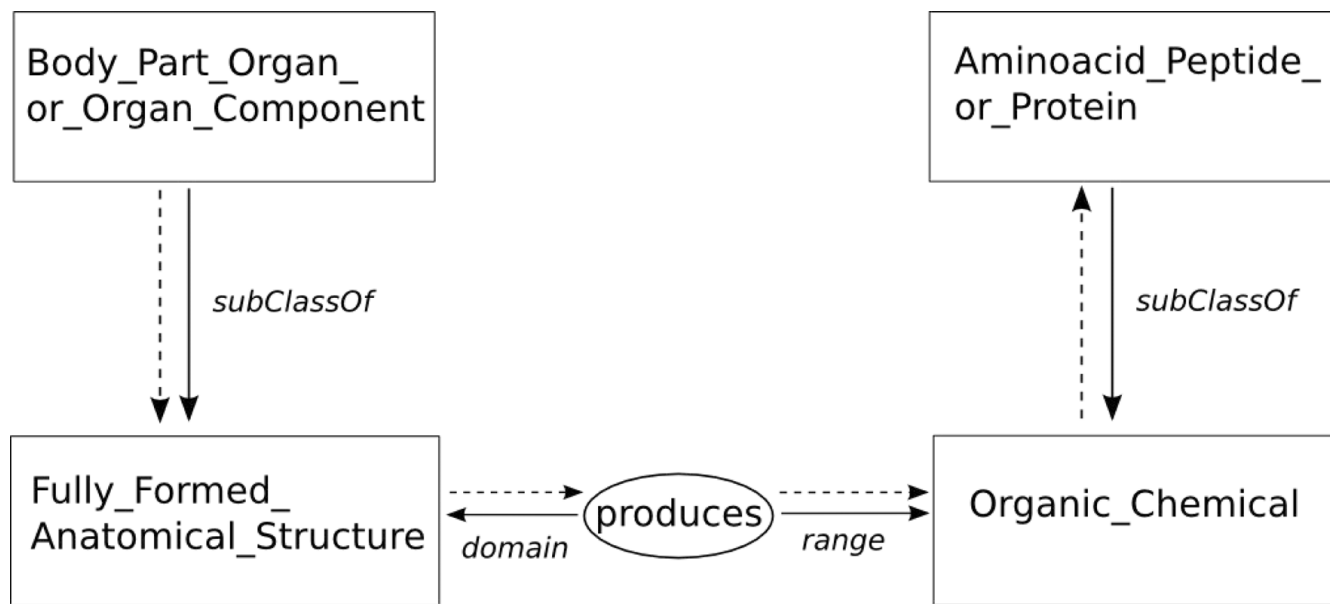 Body_Part_Organ_
or_Organ_Component
Aminoacid_Peptide_
or_Protein
subClassOf
subClassOf
Fully_Formed_
Anatomical_Structure
produces
domain
range
Organic_Chemical